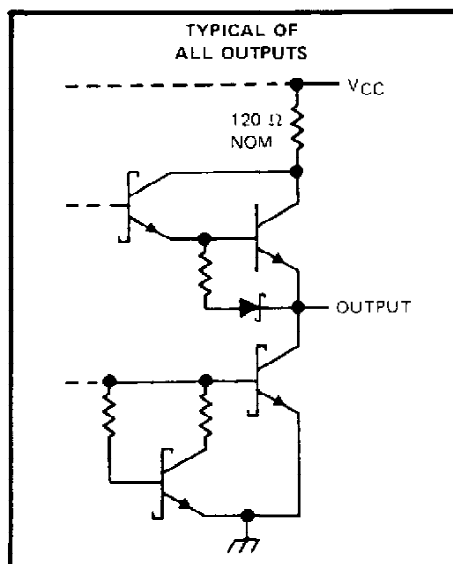 TYPICAL OF
ALL OUTPUTS
VCC
120 Ω
NOM
OUTPUT